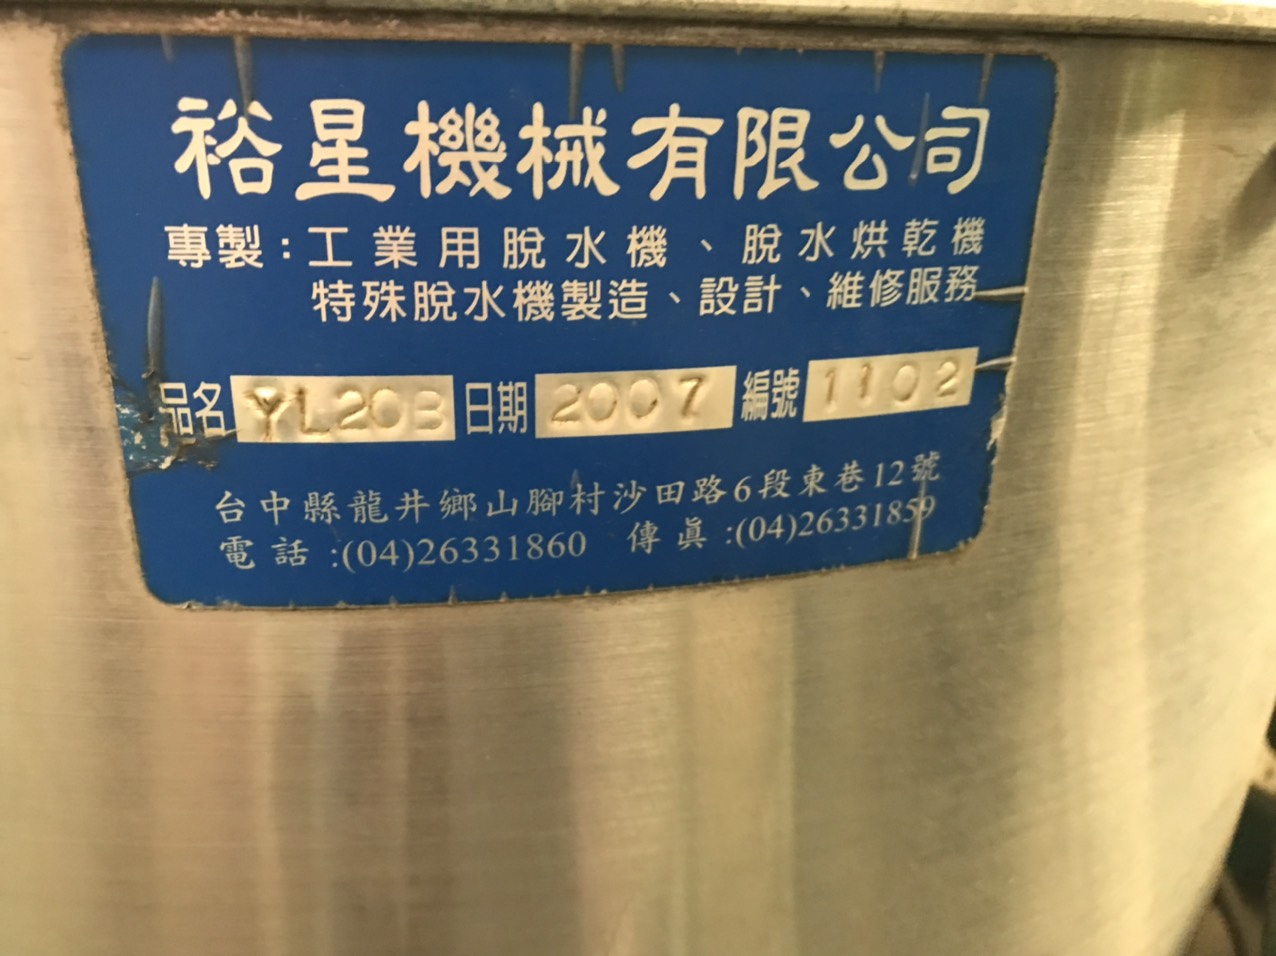 裕星機械有限公司
專製：工業用脫水機、脫水烘乾機
特殊脫水機製造、設計、維修服務
品名 YL20B 日期 2007 編號 1102
台中縣龍井鄉山腳村沙田路6段東巷12號
電話:(04)26331860 傳真:(04)26331859